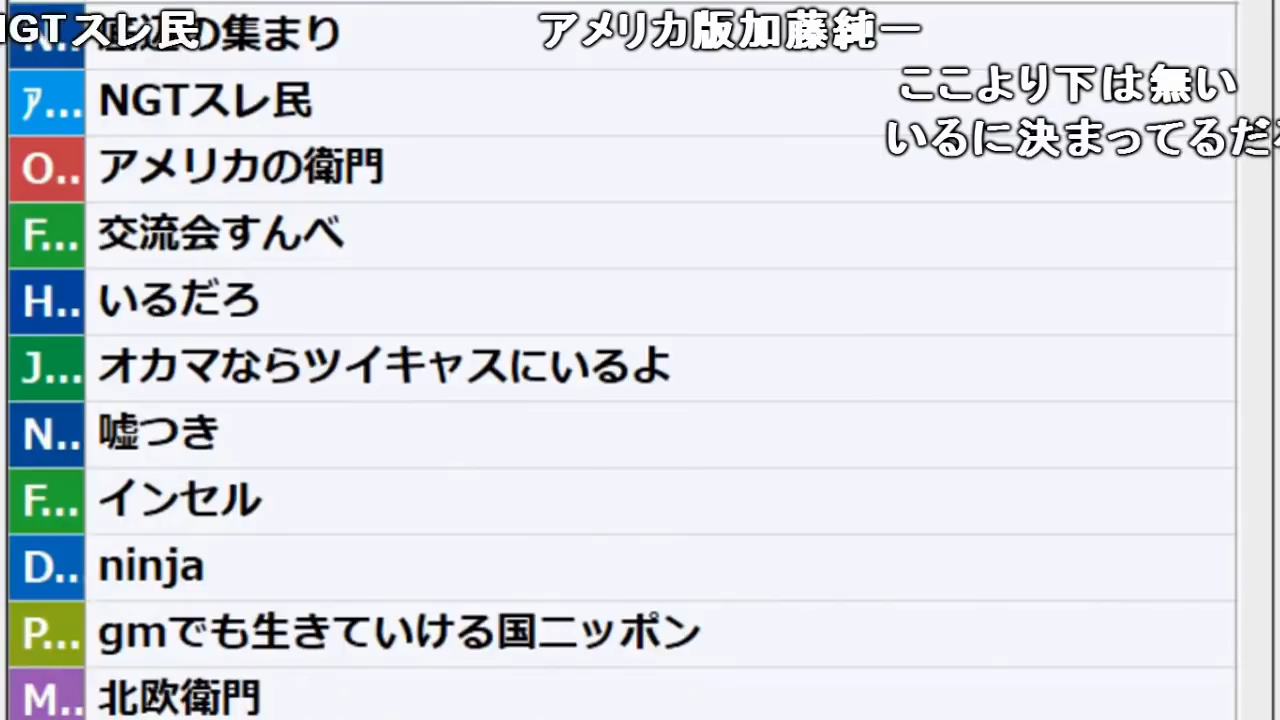 NGTスレ民
の集まり
アメリカ版加藤純一
ここより下は無い
ｱ... NGTスレ民
いるに決まってるだろ
O.. アメリカの衛門
F... 交流会すんべ
H.. いるだろ
J... オカマならツイキャスにいるよ
N.. 嘘つき
F... インセル
D.. ninja
P... gmでも生きていける国ニッポン
M.. 北欧衛門